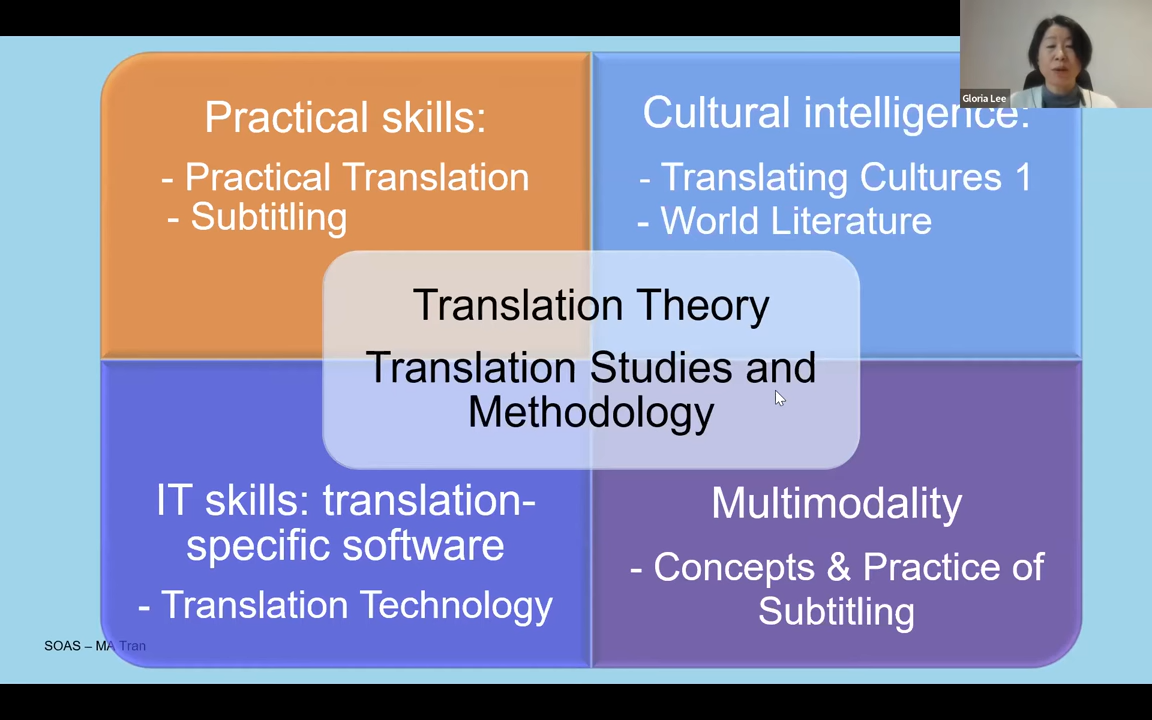 Practical skills:
- Practical Translation
- Subtitling
Cultural intelligence:
- Translating Cultures 1
- World Literature
Gloria Lee
Translation Theory
Translation Studies and
Methodology
IT skills: translation-
specific software
- Translation Technology
Multimodality
- Concepts & Practice of
Subtitling
SOAS – MA Tran